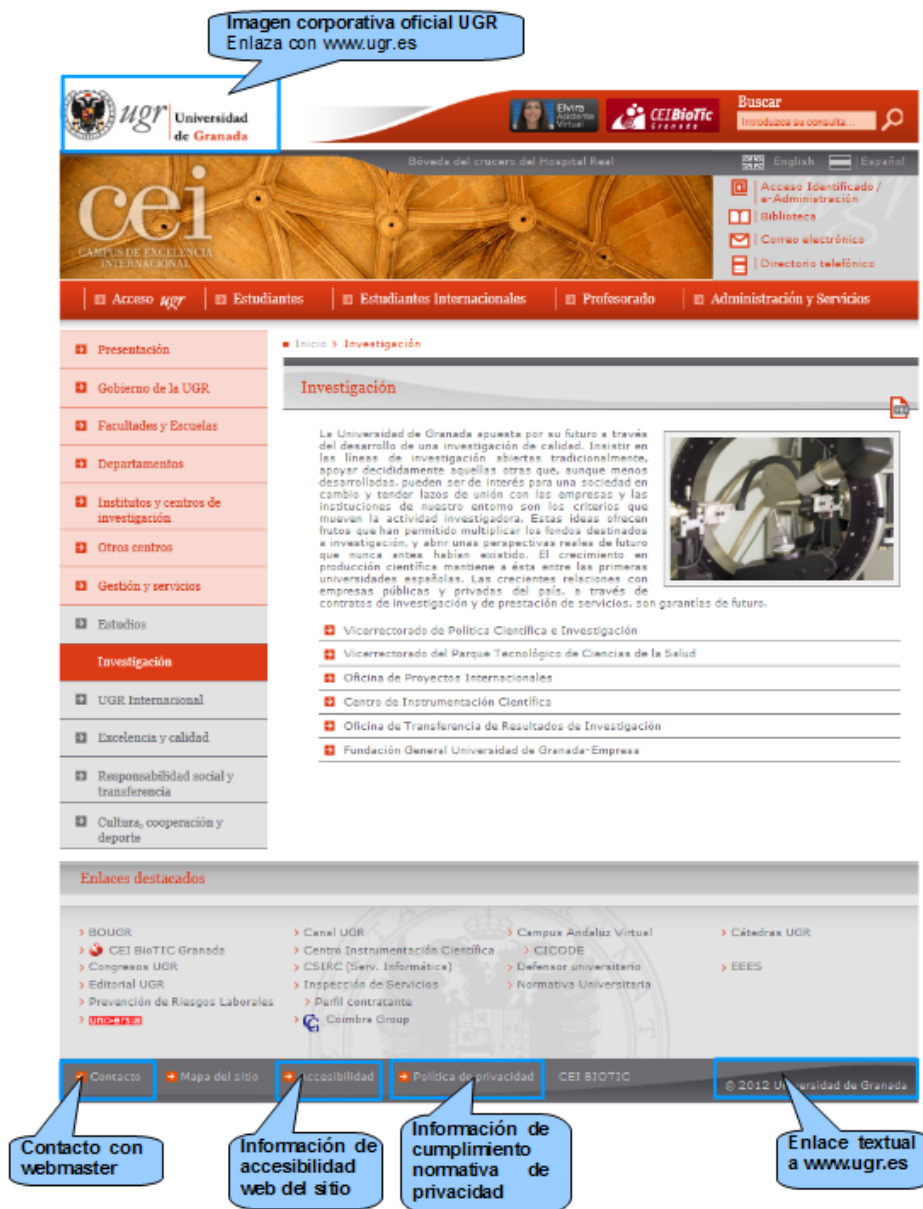 Imagen corporativa oficial UGR
Enlaza con www.ugr.es
ugr Universidad
de Granada
Elvira
Asistente
Virtual
CEIBioTic
Granada
Buscar
Introduzca su consulta...
Bóveda del crucero del Hospital Real
English
Español
cei
CAMPUS DE EXCELENCIA
INTERNACIONAL
Acceso Identificado /
e-Administración
Biblioteca
Correo electrónico
Directorio telefónico
Acceso ugr
Estudiantes
Estudiantes Internacionales
Profesorado
Administración y Servicios
Presentación
Gobierno de la UGR
Facultades y Escuelas
Departamentos
Institutos y centros de
investigación
Otros centros
Gestión y servicios
Estudios
Investigación
UGR Internacional
Excelencia y calidad
Responsabilidad social y
transferencia
Cultura, cooperación y
deporte
Inicio > Investigación
Investigación
La Universidad de Granada apuesta por su futuro a través
del desarrollo de una investigación de calidad. Insistir en
las líneas de investigación abiertas tradicionalmente,
apoyar decididamente aquellas otras que, aunque menos
desarrolladas, pueden ser de interés para una sociedad en
cambio y tender lazos de unión con las empresas y las
instituciones de nuestro entorno son los criterios que
mueven la actividad investigadora. Estas ideas ofrecen
frutos que han permitido multiplicar los fondos destinados
a investigación, y abrir unas perspectivas reales de futuro
que nunca antes habían existido. El crecimiento en
producción científica mantiene a ésta entre las primeras
universidades españolas. Las crecientes relaciones con
empresas públicas y privadas del país, a través de
contratos de investigación y de prestación de servicios, son garantías de futuro.
Vicerrectorado de Política Científica e Investigación
Vicerrectorado del Parque Tecnológico de Ciencias de la Salud
Oficina de Proyectos Internacionales
Centro de Instrumentación Científica
Oficina de Transferencia de Resultados de Investigación
Fundación General Universidad de Granada-Empresa
Enlaces destacados
> BOUGR
> CEI BioTIC Granada
> Congresos UGR
> Editorial UGR
> Prevención de Riesgos Laborales
> universia
> Canal UGR
> Centro Instrumentación Científica
> CSIRC (Serv. Informática)
> Inspección de Servicios
> Perfil contratante
> Coimbra Group
> Campus Andaluz Virtual
> CICODE
> Defensor universitario
> Normativa Universitaria
> Cátedras UGR
> EEES
Contacto
Mapa del sitio
Accesibilidad
Política de privacidad
CEI BIOTIC
© 2012 Universidad de Granada
Contacto con
webmaster
Información de
accesibilidad
web del sitio
Información de
cumplimiento
normativa de
privacidad
Enlace textual
a www.ugr.es